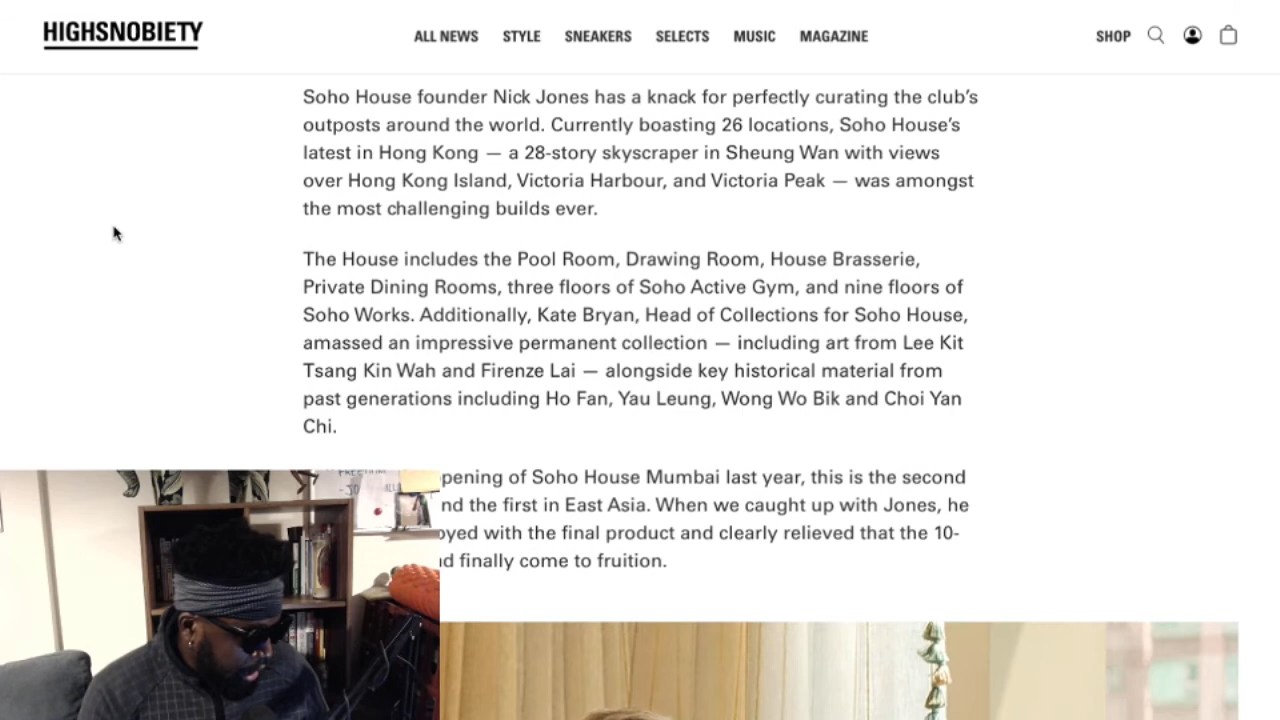 HIGHSNOBIETY
ALL NEWS STYLE SNEAKERS SELECTS MUSIC MAGAZINE
SHOP
Soho House founder Nick Jones has a knack for perfectly curating the club’s
outposts around the world. Currently boasting 26 locations, Soho House’s
latest in Hong Kong — a 28-story skyscraper in Sheung Wan with views
over Hong Kong Island, Victoria Harbour, and Victoria Peak — was amongst
the most challenging builds ever.
The House includes the Pool Room, Drawing Room, House Brasserie,
Private Dining Rooms, three floors of Soho Active Gym, and nine floors of
Soho Works. Additionally, Kate Bryan, Head of Collections for Soho House,
amassed an impressive permanent collection — including art from Lee Kit
Tsang Kin Wah and Firenze Lai — alongside key historical material from
past generations including Ho Fan, Yau Leung, Wong Wo Bik and Choi Yan
Chi.
pening of Soho House Mumbai last year, this is the second
nd the first in East Asia. When we caught up with Jones, he
oyed with the final product and clearly relieved that the 10-
d finally come to fruition.
FREEDOM